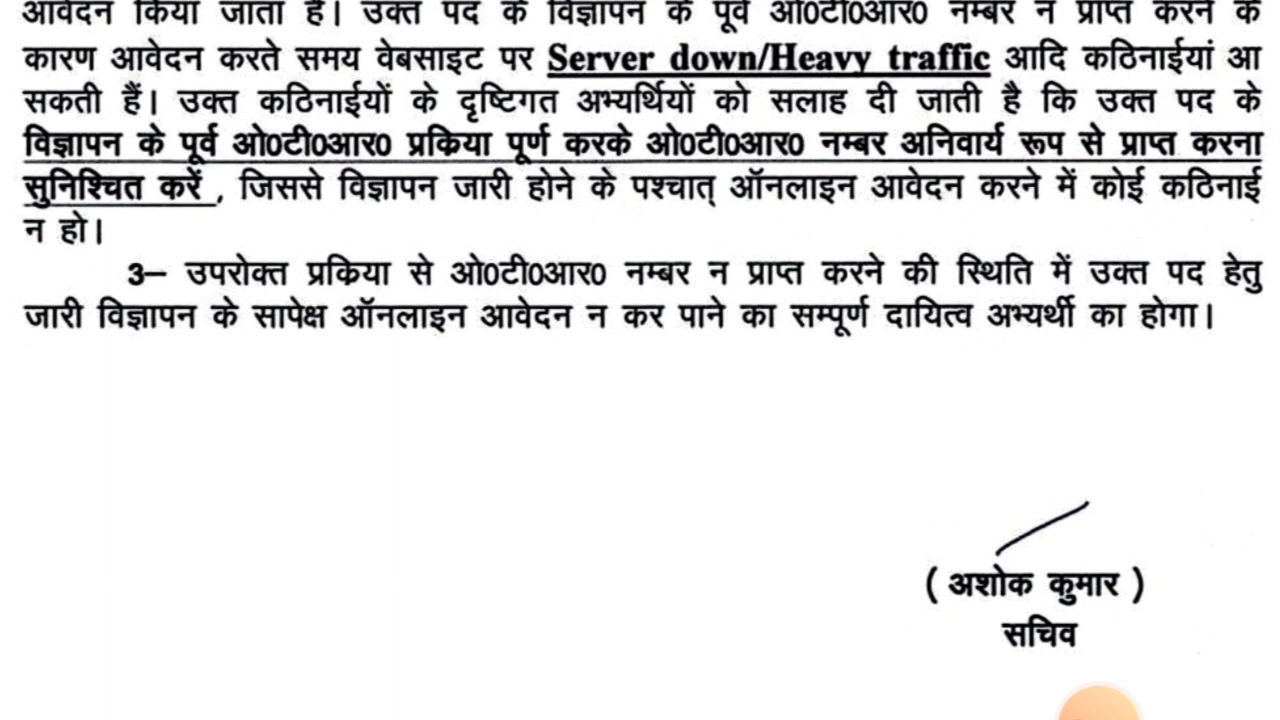 आवेदन किया जाता है। उक्त पद के विज्ञापन के पूर्व ओ0टी0आर0 नम्बर न प्राप्त करने के
कारण आवेदन करते समय वेबसाइट पर Server down/Heavy traffic आदि कठिनाईयां आ
सकती हैं। उक्त कठिनाईयों के दृष्टिगत अभ्यर्थियों को सलाह दी जाती है कि उक्त पद के
विज्ञापन के पूर्व ओ0टी0आर0 प्रकिया पूर्ण करके ओ0टी0आर0 नम्बर अनिवार्य रूप से प्राप्त करना
सुनिश्चित करें , जिससे विज्ञापन जारी होने के पश्चात् ऑनलाइन आवेदन करने में कोई कठिनाई
न हो।
3– उपरोक्त प्रकिया से ओ0टी0आर0 नम्बर न प्राप्त करने की स्थिति में उक्त पद हेतु
जारी विज्ञापन के सापेक्ष ऑनलाइन आवेदन न कर पाने का सम्पूर्ण दायित्व अभ्यर्थी का होगा।
( अशोक कुमार )
सचिव